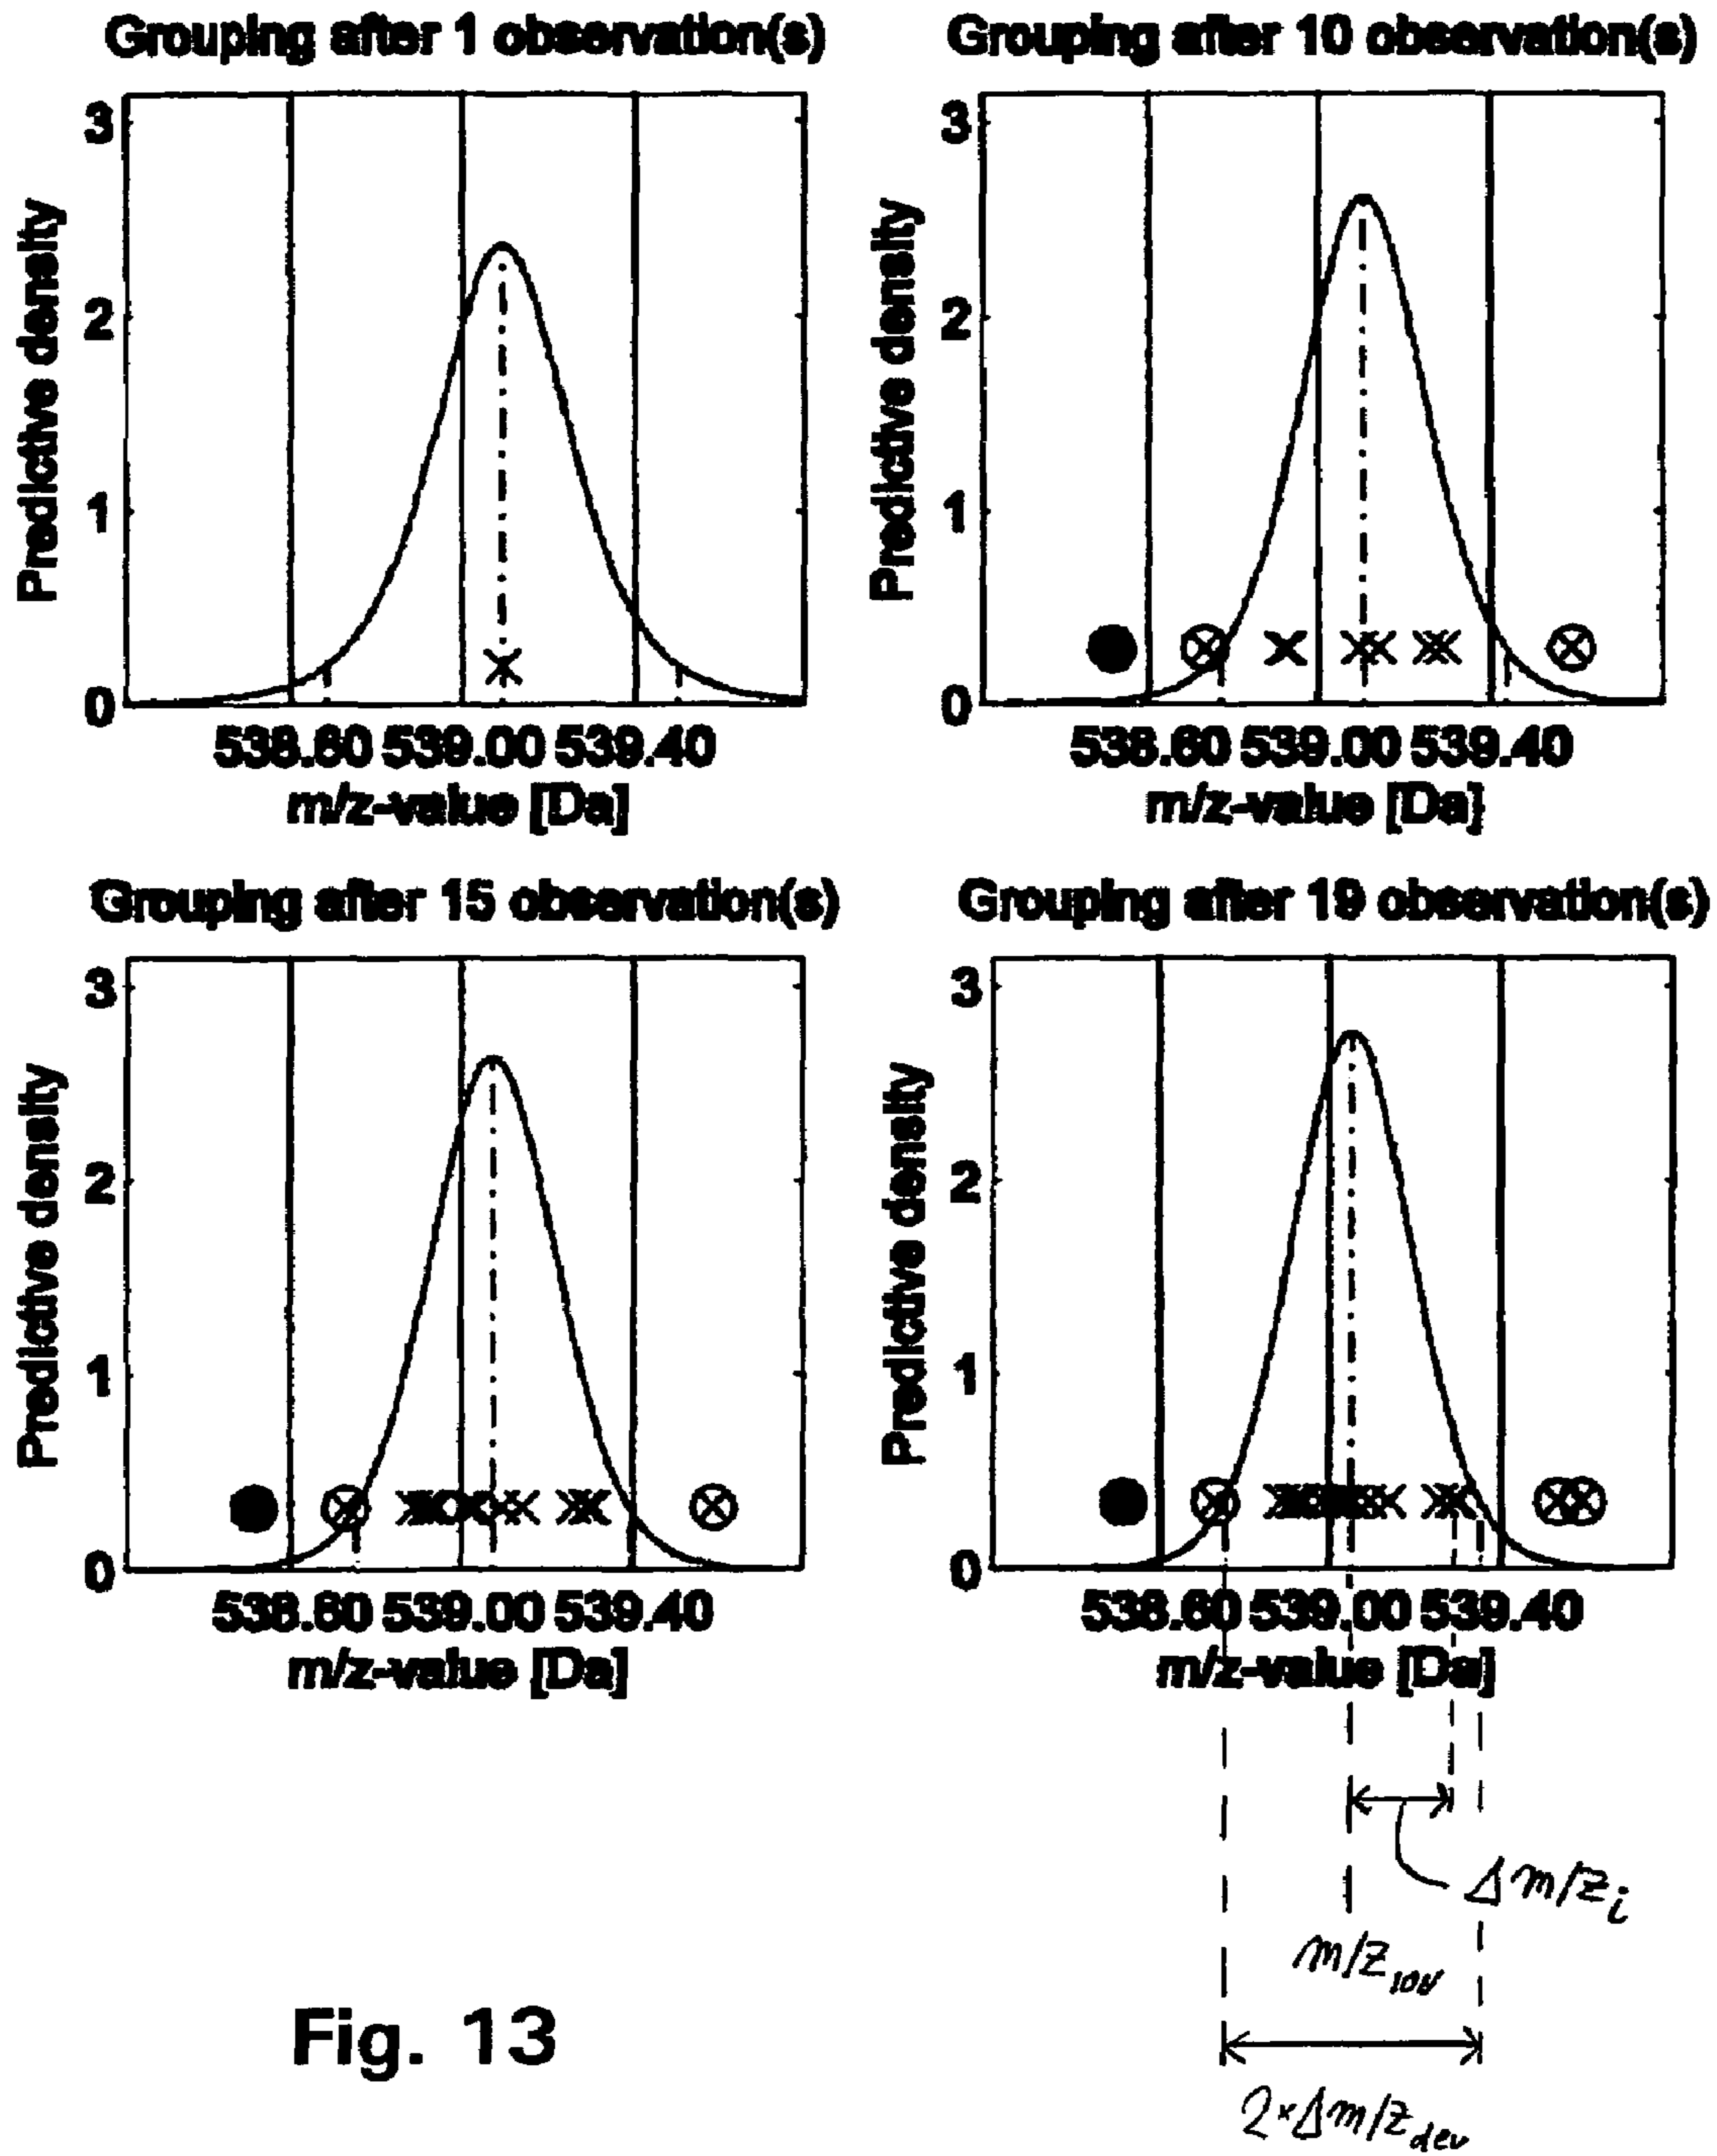 Grouping after 1 observation(s)
Predictive density
3
2
1
0
538.60 539.00 539.40
m/z-value [Da]
Grouping after 10 observation(s)
Predictive density
3
2
1
0
538.60 539.00 539.40
m/z-value [Da]
Grouping after 15 observation(s)
Predictive density
3
2
1
0
538.60 539.00 539.40
m/z-value [Da]
Grouping after 19 observation(s)
Predictive density
3
2
1
0
538.60 539.00 539.40
m/z-value [Da]
Δm/z i
m/z
2×Δm/z dev
Fig. 13